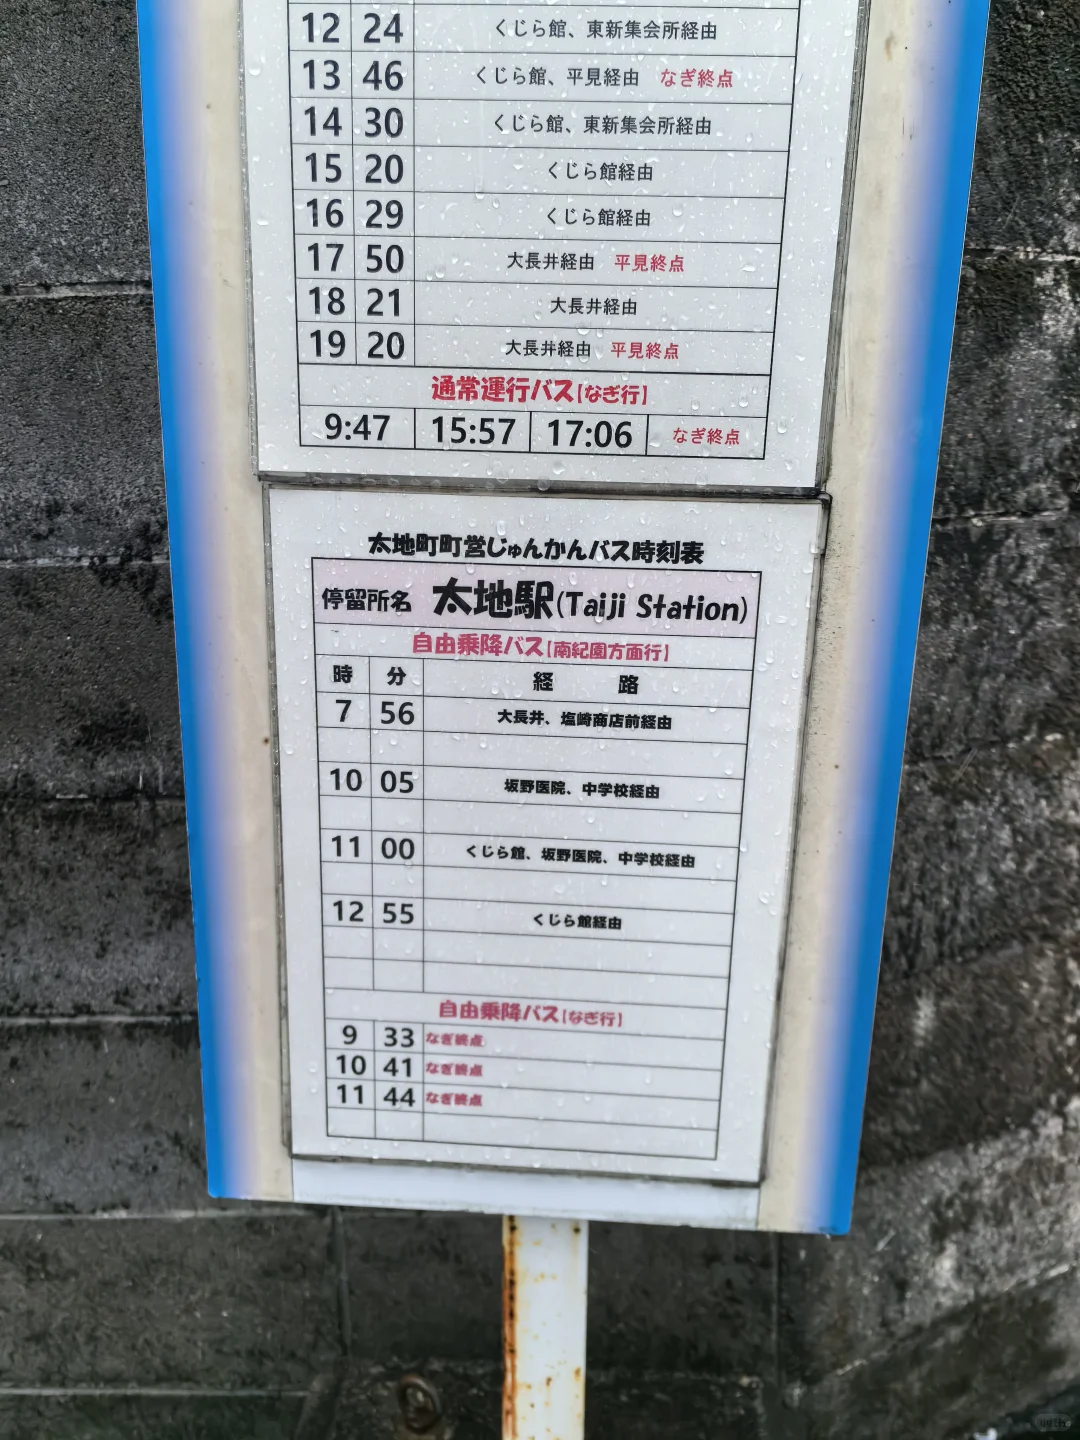 12 24 くじら館、東新集会所経由
13 46 くじら館、平見経由 なぎ終点
14 30 くじら館、東新集会所経由
15 20 くじら館経由
16 29 くじら館経由
17 50 大長井経由 平見終点
18 21 大長井経由
19 20 大長井経由 平見終点
通常運行バス[なぎ行]
9:47 15:57 17:06 なぎ終点
太地町町営じゅんかんバス時刻表
停留所名 太地駅(Taiji Station)
自由乗降バス[南紀園方面行]
時 分 経路
7 56 大長井、塩崎商店前経由
10 05 坂野医院、中学校経由
11 00 くじら館、坂野医院、中学校経由
12 55 くじら館経由
自由乗降バス[なぎ行]
9 33 なぎ終点
10 41 なぎ終点
11 44 なぎ終点